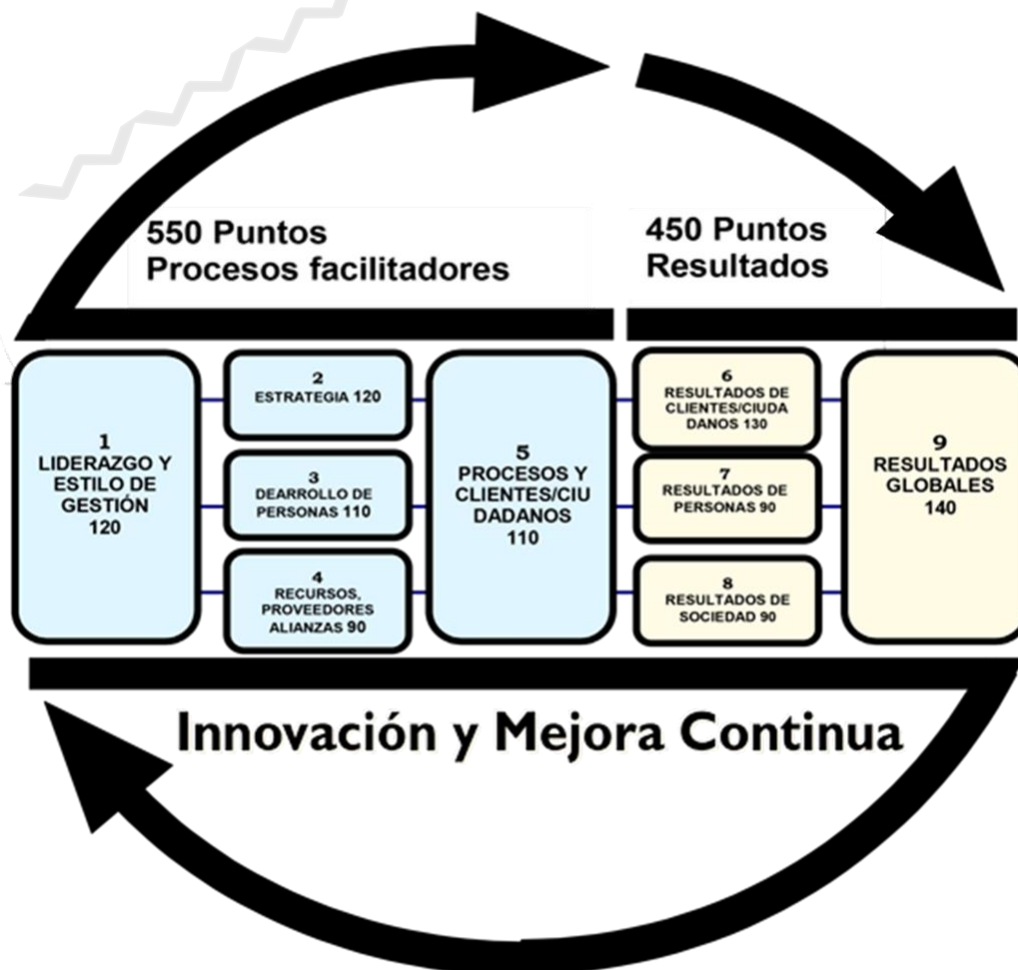 550 Puntos
Procesos facilitadores
450 Puntos
Resultados
1
LIDERAZGO Y
ESTILO DE
GESTIÓN
120
2
ESTRATEGIA 120
3
DEARROLLO DE
PERSONAS 110
4
RECURSOS,
PROVEEDORES
ALIANZAS 90
5
PROCESOS Y
CLIENTES/CIU
DADANOS
110
6
RESULTADOS DE
CLIENTES/CIUDA
DANOS 130
7
RESULTADOS DE
PERSONAS 90
8
RESULTADOS DE
SOCIEDAD 90
9
RESULTADOS
GLOBALES
140
Innovación y Mejora Continua